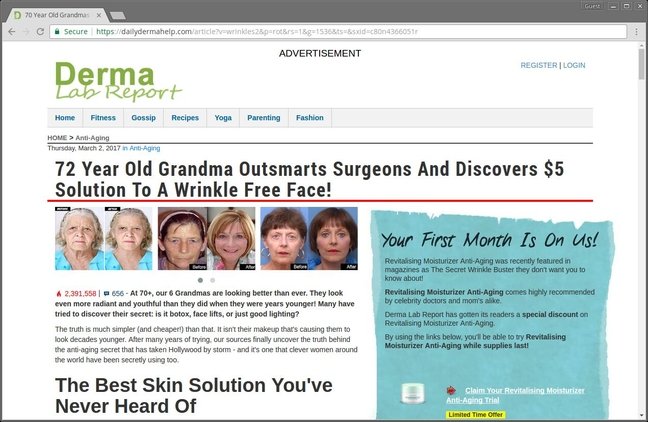 Guest
70 Year Old Grandmas
Secure
https://dailydermahelp.com/article?v=wrinkles2&p=rot&rs=1&g=1536&ts=&sxid=c80n4366051r
ADVERTISEMENT
Derma
Lab Report
REGISTER | LOGIN
Home Fitness Gossip Recipes Yoga Parenting Fashion
HOME > Anti-Aging
Thursday, March 2, 2017 in Anti-Aging
72 Year Old Grandma Outsmarts Surgeons And Discovers $5
Solution To A Wrinkle Free Face!
BEFORE AFTER Before After Before After
2,391,558 | 656 - At 70+, our 6 Grandmas are looking better than ever. They look
even more radiant and youthful than they did when they were years younger! Many have
tried to discover their secret: is it botox, face lifts, or just good lighting?
The truth is much simpler (and cheaper!) than that. It isn't their makeup that's causing them to
look decades younger. After many years of trying, our sources finally uncover the truth behind
the anti-aging secret that has taken Hollywood by storm - and it's one that clever women around
the world have been secretly using too.
The Best Skin Solution You've
Never Heard Of
Your First Month Is On Us!
Revitalising Moisturizer Anti-Aging was recently featured in
magazines as The Secret Wrinkle Buster they don't want you to
know about!
Revitalising Moisturizer Anti-Aging comes highly recommended
by celebrity doctors and mom's alike.
Derma Lab Report has gotten its readers a special discount on
Revitalising Moisturizer Anti-Aging.
By using the links below, you'll be able to try Revitalising
Moisturizer Anti-Aging while supplies last!
Claim Your Revitalising Moisturizer
Anti-Aging Trial
Limited Time Offer